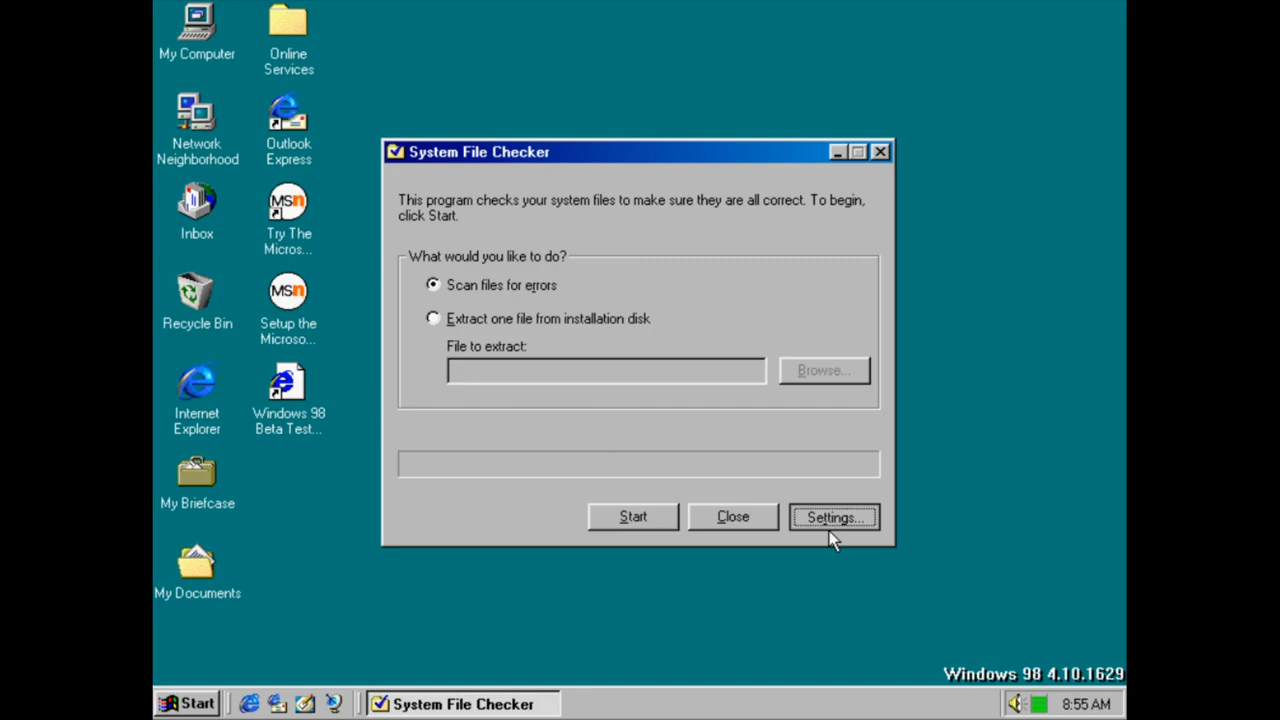 My Computer
Online
Services
Network
Neighborhood
Outlook
Express
Inbox
MSn
Try The
Micros...
Recycle Bin
MSn
Setup the
Microso...
Internet
Explorer
Windows 98
Beta Test...
My Briefcase
My Documents
System File Checker
This program checks your system files to make sure they are all correct. To begin,
click Start.
What would you like to do?
Scan files for errors
Extract one file from installation disk
File to extract:
Browse...
Start
Close
Settings...
Windows 98 4.10.1629
Start
System File Checker
8:55 AM